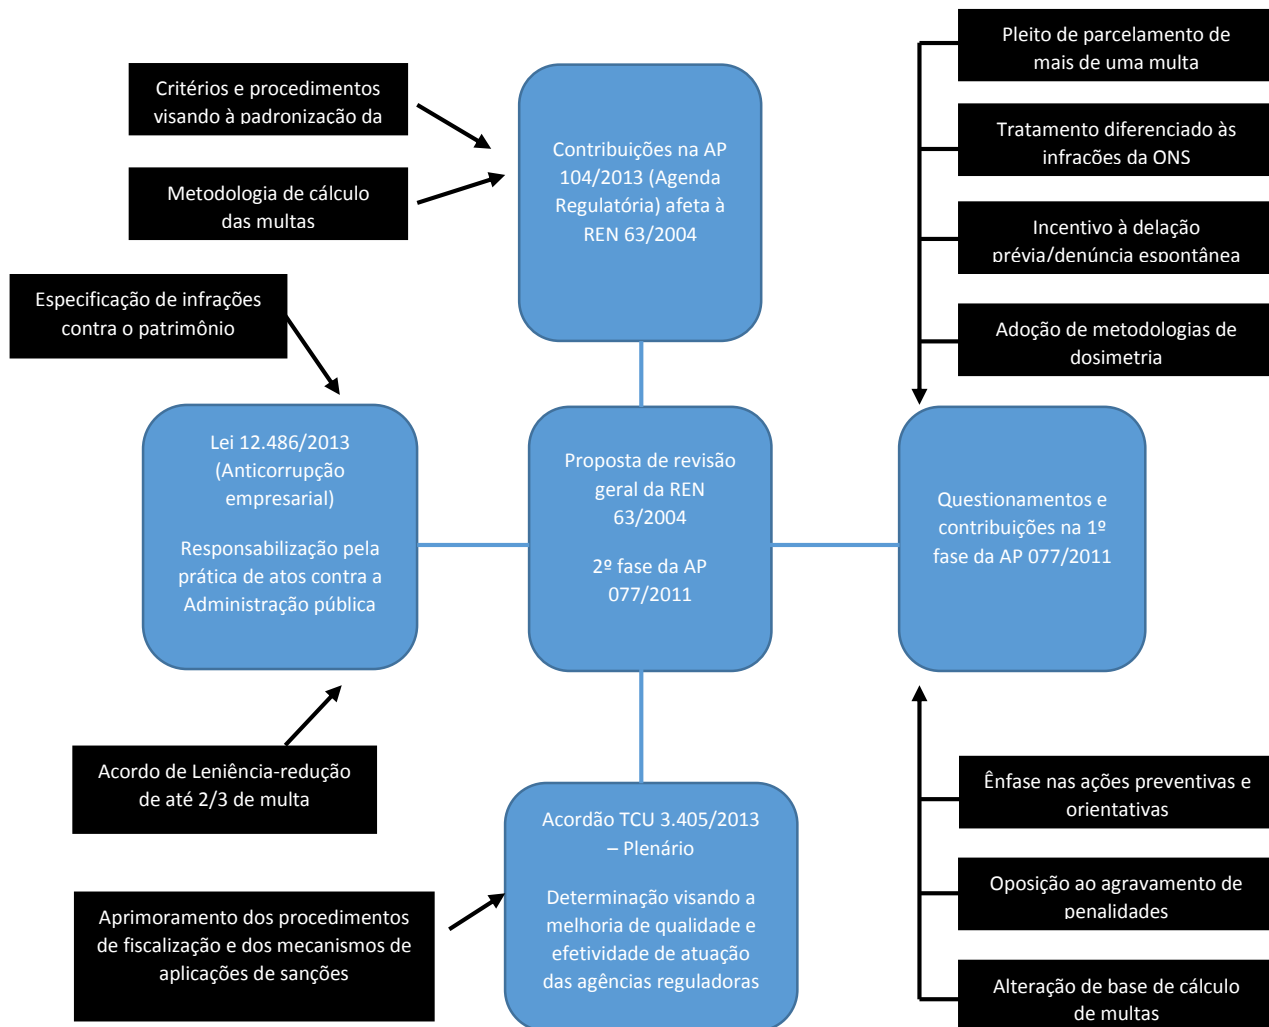 Pleito de parcelamento de
mais de uma multa
Critérios e procedimentos
visando à padronização da
Tratamento diferenciado às
infracões da ONS
Contribuições na AP
104/2013 (Agenda
Regulatória) afeta à
REN 63/2004
Metodologia de cálculo
das multas
Incentivo à delação
prévia/denúncia espontânea
Especificação de infrações
contra o patrimônio
Adoção de metodologias de
dosimetria
Lei 12.486/2013
(Anticorrupção
empresarial)
Responsabilização pela
prática de atos contra a
Administração pública
Proposta de revisão
geral da REN
63/2004
2º fase da AP
077/2011
Questionamentos e
contribuições na 1º
fase da AP 077/2011
Acordo de Leniência-redução
de até 2/3 de multa
Ênfase nas ações preventivas e
orientativas
Acordão TCU 3.405/2013
– Plenário
Determinação visando a
melhoria de qualidade e
efetividade de atuação
das agências reguladoras
Oposição ao agravamento de
penalidades
Aprimoramento dos procedimentos
de fiscalização e dos mecanismos de
aplicações de sanções
Alteração de base de cálculo
de multas